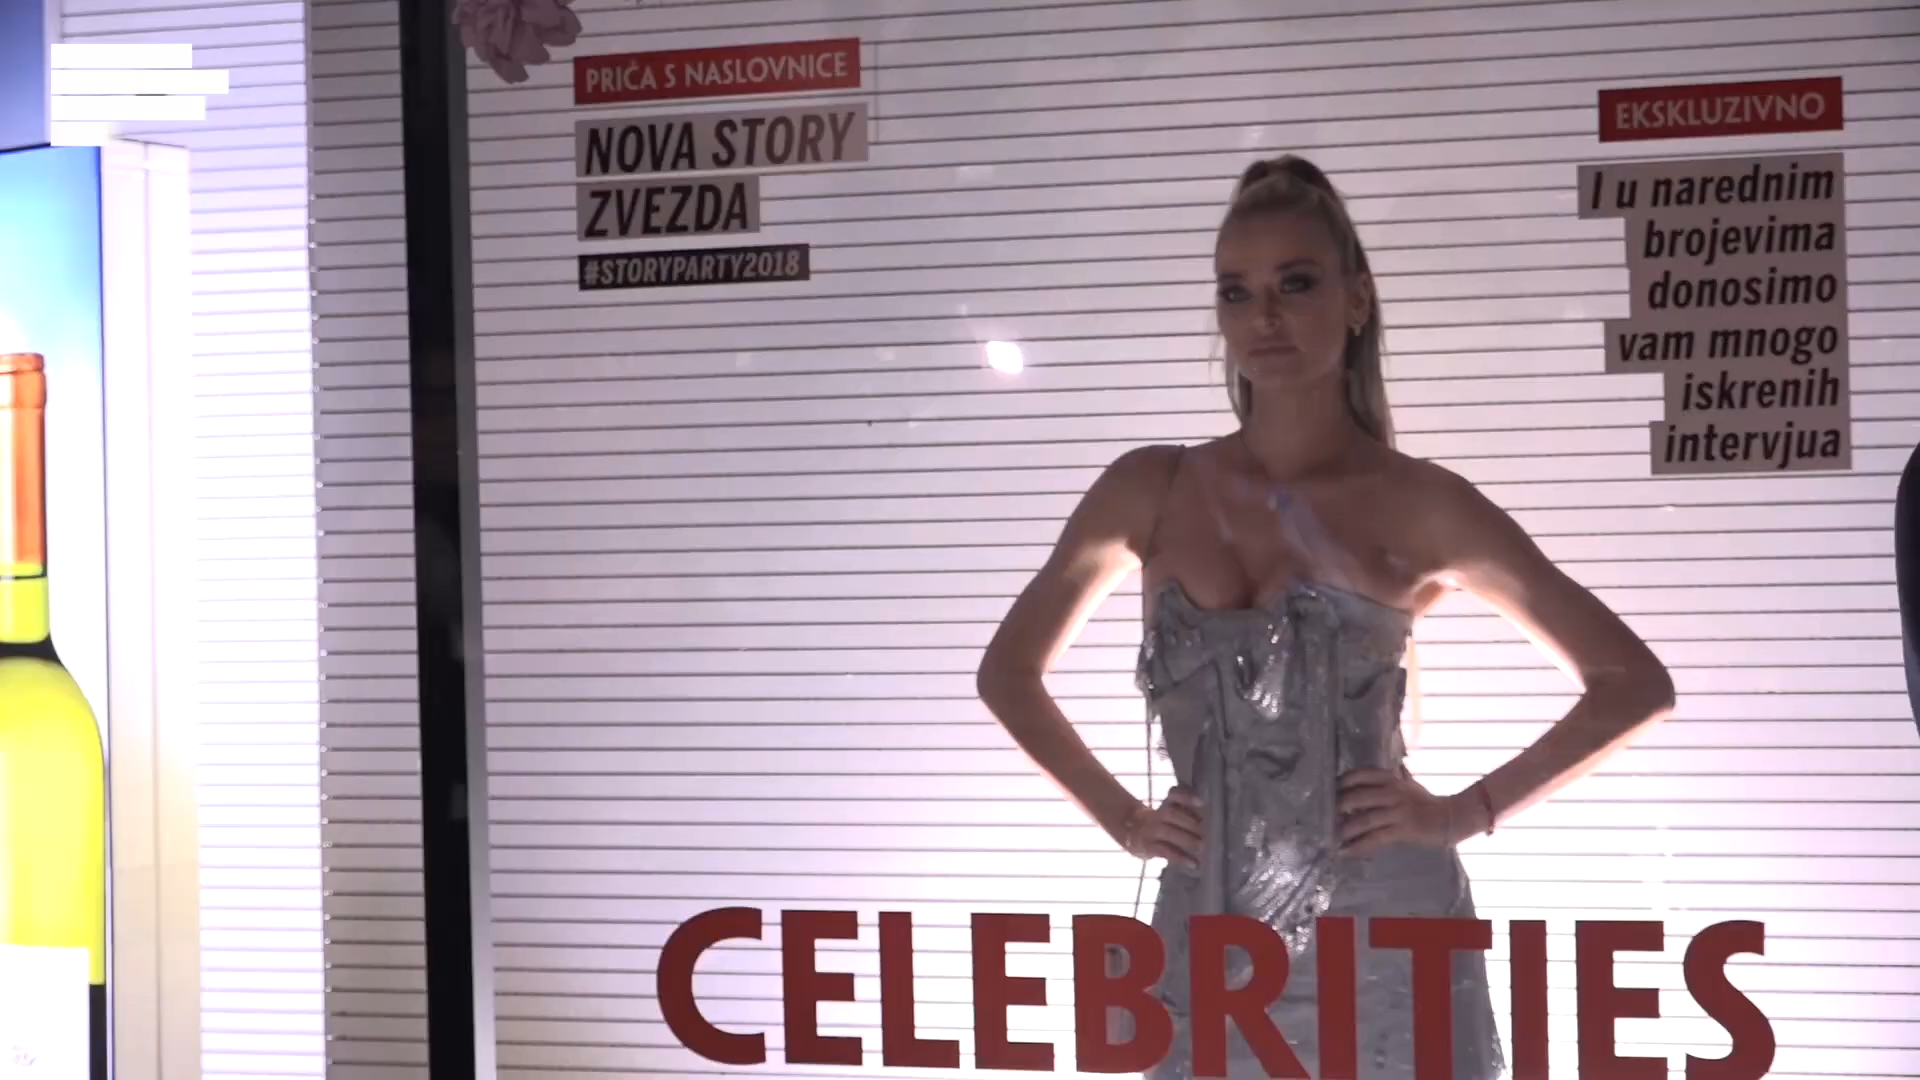 PRIČA S NASLOVNICE
NOVA STORY
ZVEZDA
#STORYPARTY2018
EKSKLUZIVNO
I u narednim
brojevima
donosimo
vam mnogo
iskrenih
intervjua
CELEBRITIES